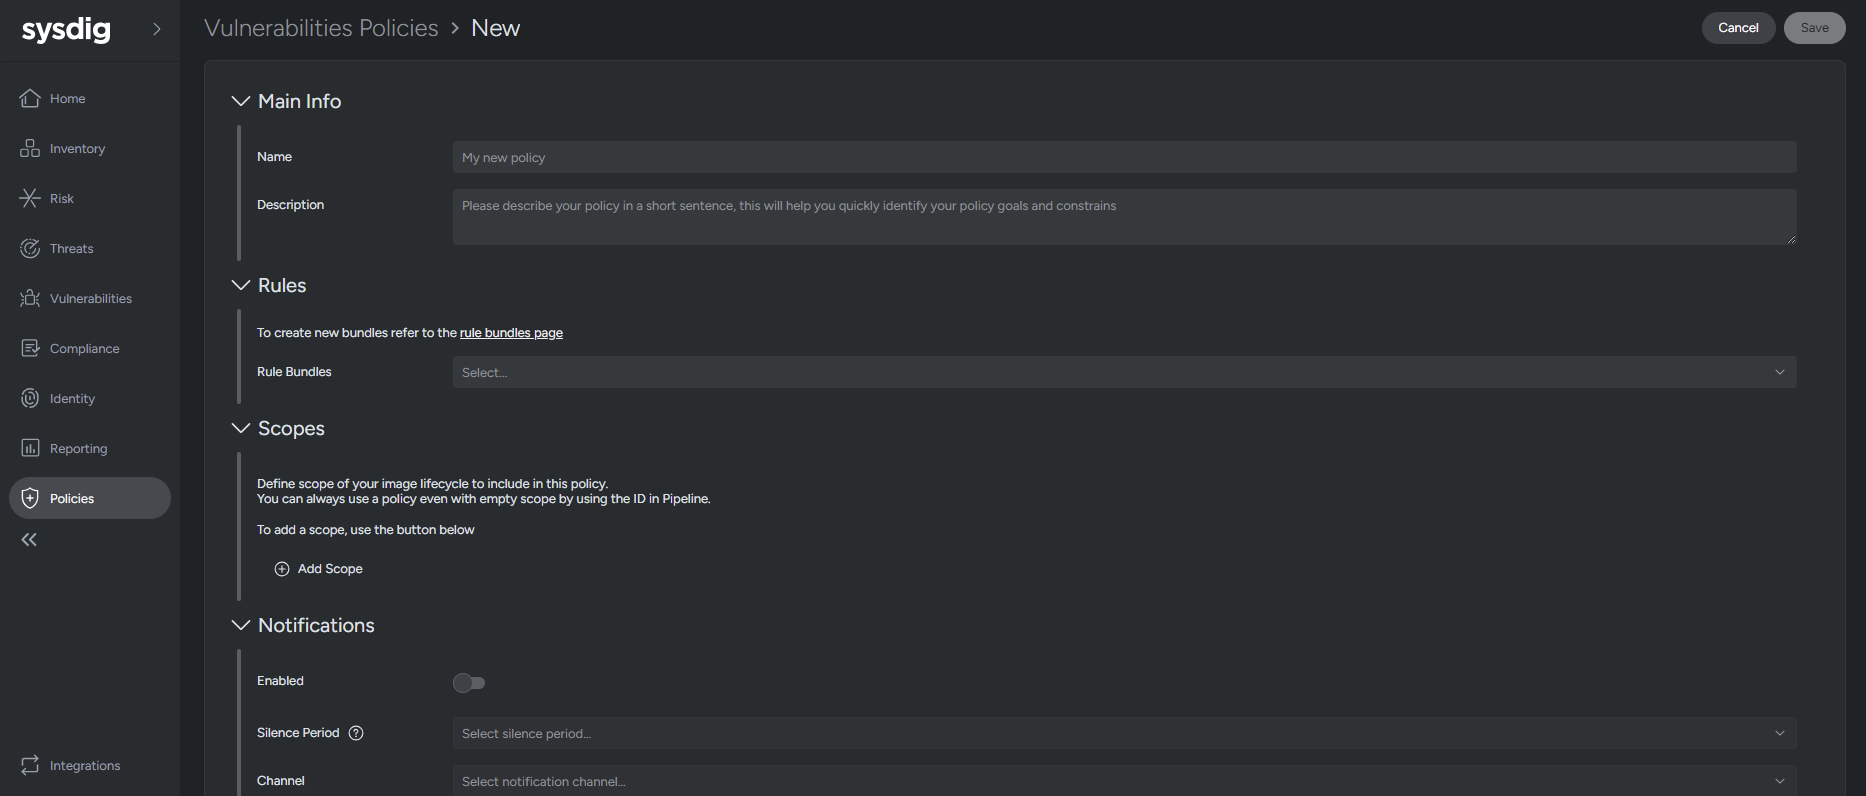 sysdig
Vulnerabilities Policies > New
Cancel
Save
Home
Inventory
Risk
Threats
Vulnerabilities
Compliance
Identity
Reporting
Policies
Integrations
Main Info
Name
My new policy
Description
Please describe your policy in a short sentence, this will help you quickly identify your policy goals and constrains
Rules
To create new bundles refer to the rule bundles page
Rule Bundles
Select...
Scopes
Define scope of your image lifecycle to include in this policy.
You can always use a policy even with empty scope by using the ID in Pipeline.
To add a scope, use the button below
Add Scope
Notifications
Enabled
Silence Period ?
Select silence period...
Channel
Select notification channel...